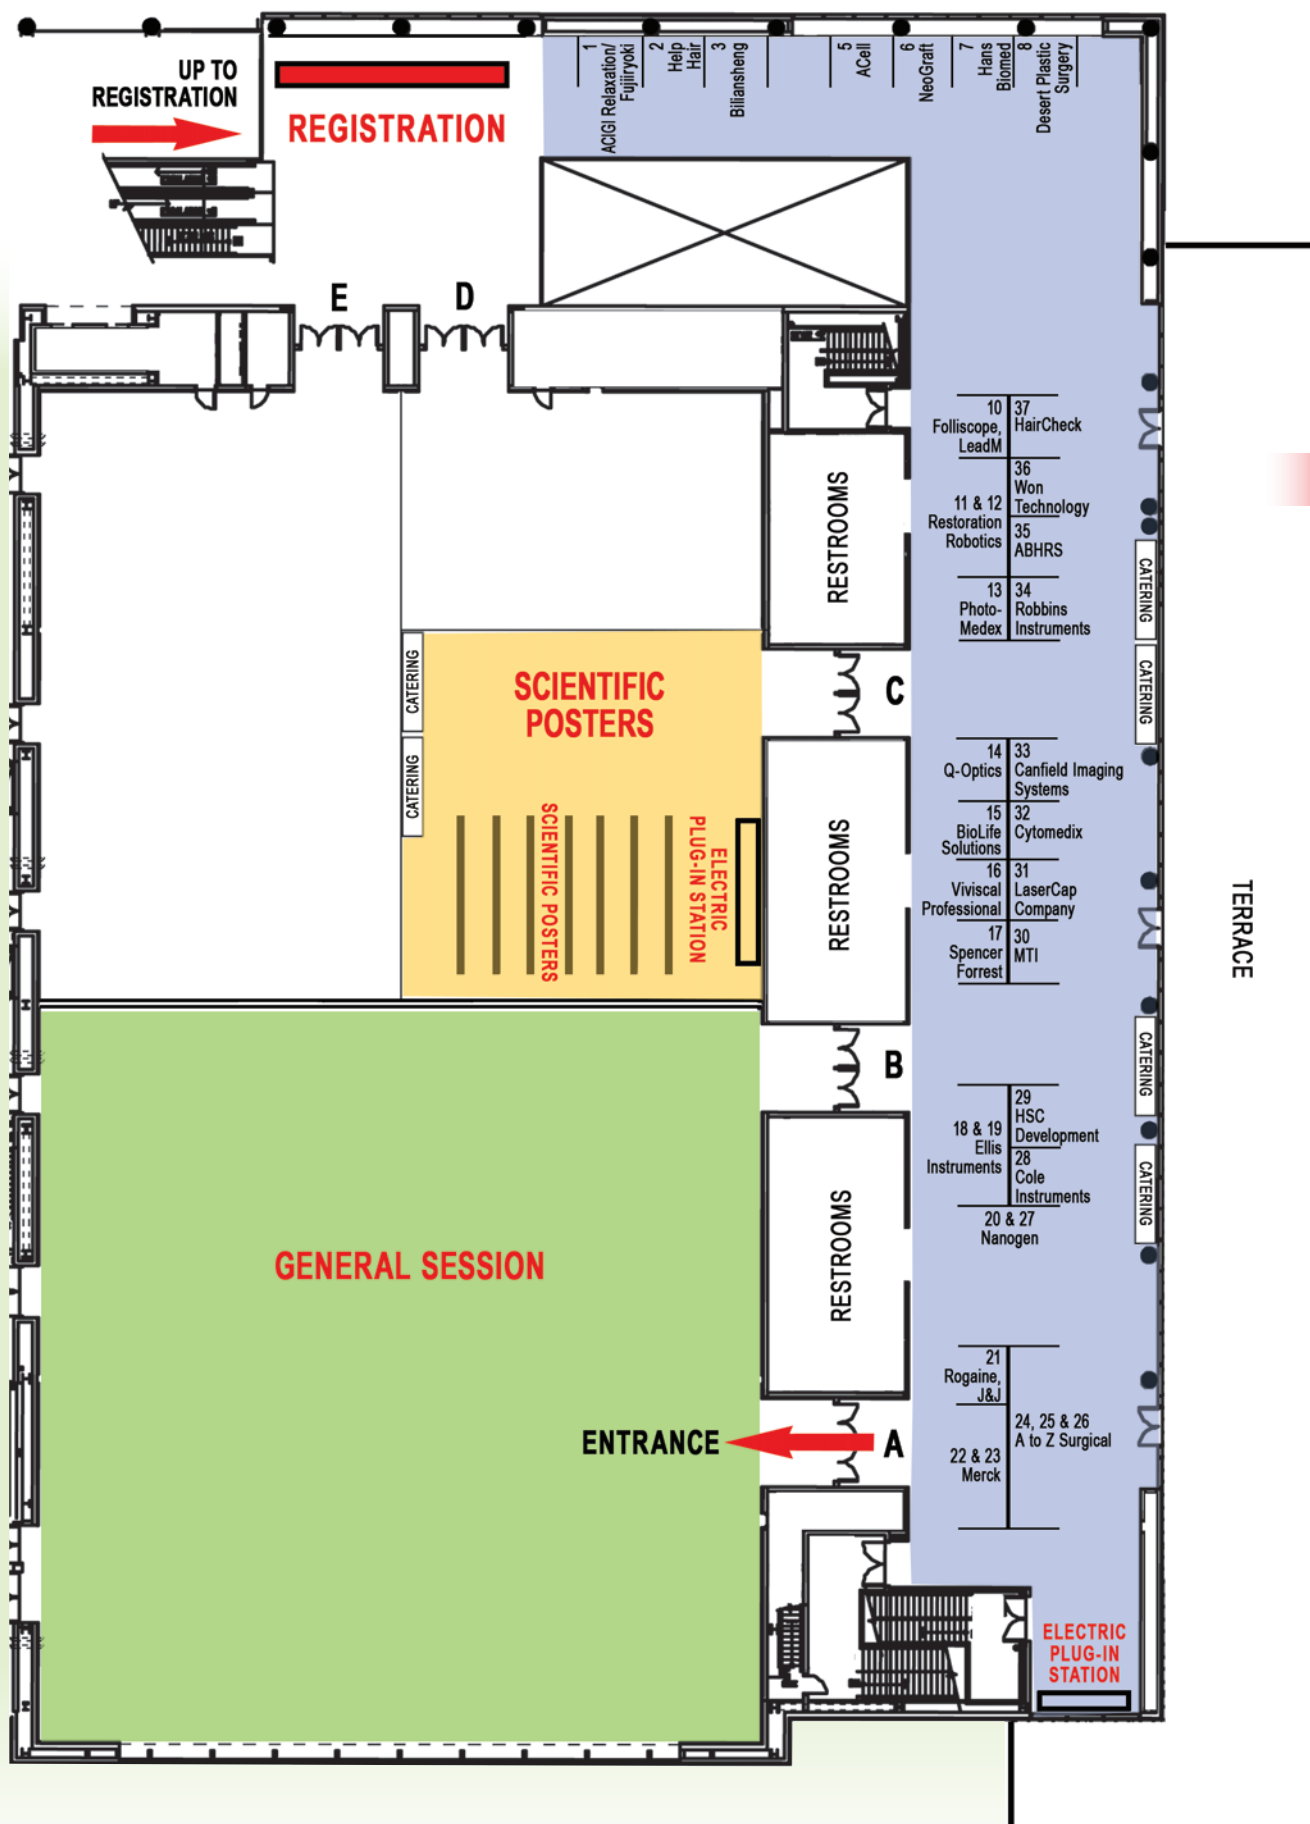 UP TO
REGISTRATION
REGISTRATION
1
ACIGI Relaxation/
Fujiiryoki
2
Help
Hair
3
Biliansheng
5
ACell
6
NeoGraft
7
Hans
Biomed
8
Desert Plastic
Surgery
E
D
10
Folliscope,
LeadM
37
HairCheck
11 & 12
Restoration
Robotics
36
Won
Technology
35
ABHRS
13
Photo-
Medex
34
Robbins
Instruments
RESTROOMS
CATERING
CATERING
C
SCIENTIFIC
POSTERS
CATERING
CATERING
SCIENTIFIC POSTERS
ELECTRIC
PLUG-IN STATION
RESTROOMS
14
Q-Optics
33
Canfield Imaging
Systems
15
BioLife
Solutions
32
Cytomedix
16
Viviscal
Professional
31
LaserCap
Company
17
Spencer
Forrest
30
MTI
TERRACE
B
CATERING
CATERING
18 & 19
Ellis
Instruments
29
HSC
Development
28
Cole
Instruments
20 & 27
Nanogen
RESTROOMS
GENERAL SESSION
21
Rogaine,
J&J
22 & 23
Merck
24, 25 & 26
A to Z Surgical
ENTRANCE
A
ELECTRIC
PLUG-IN
STATION